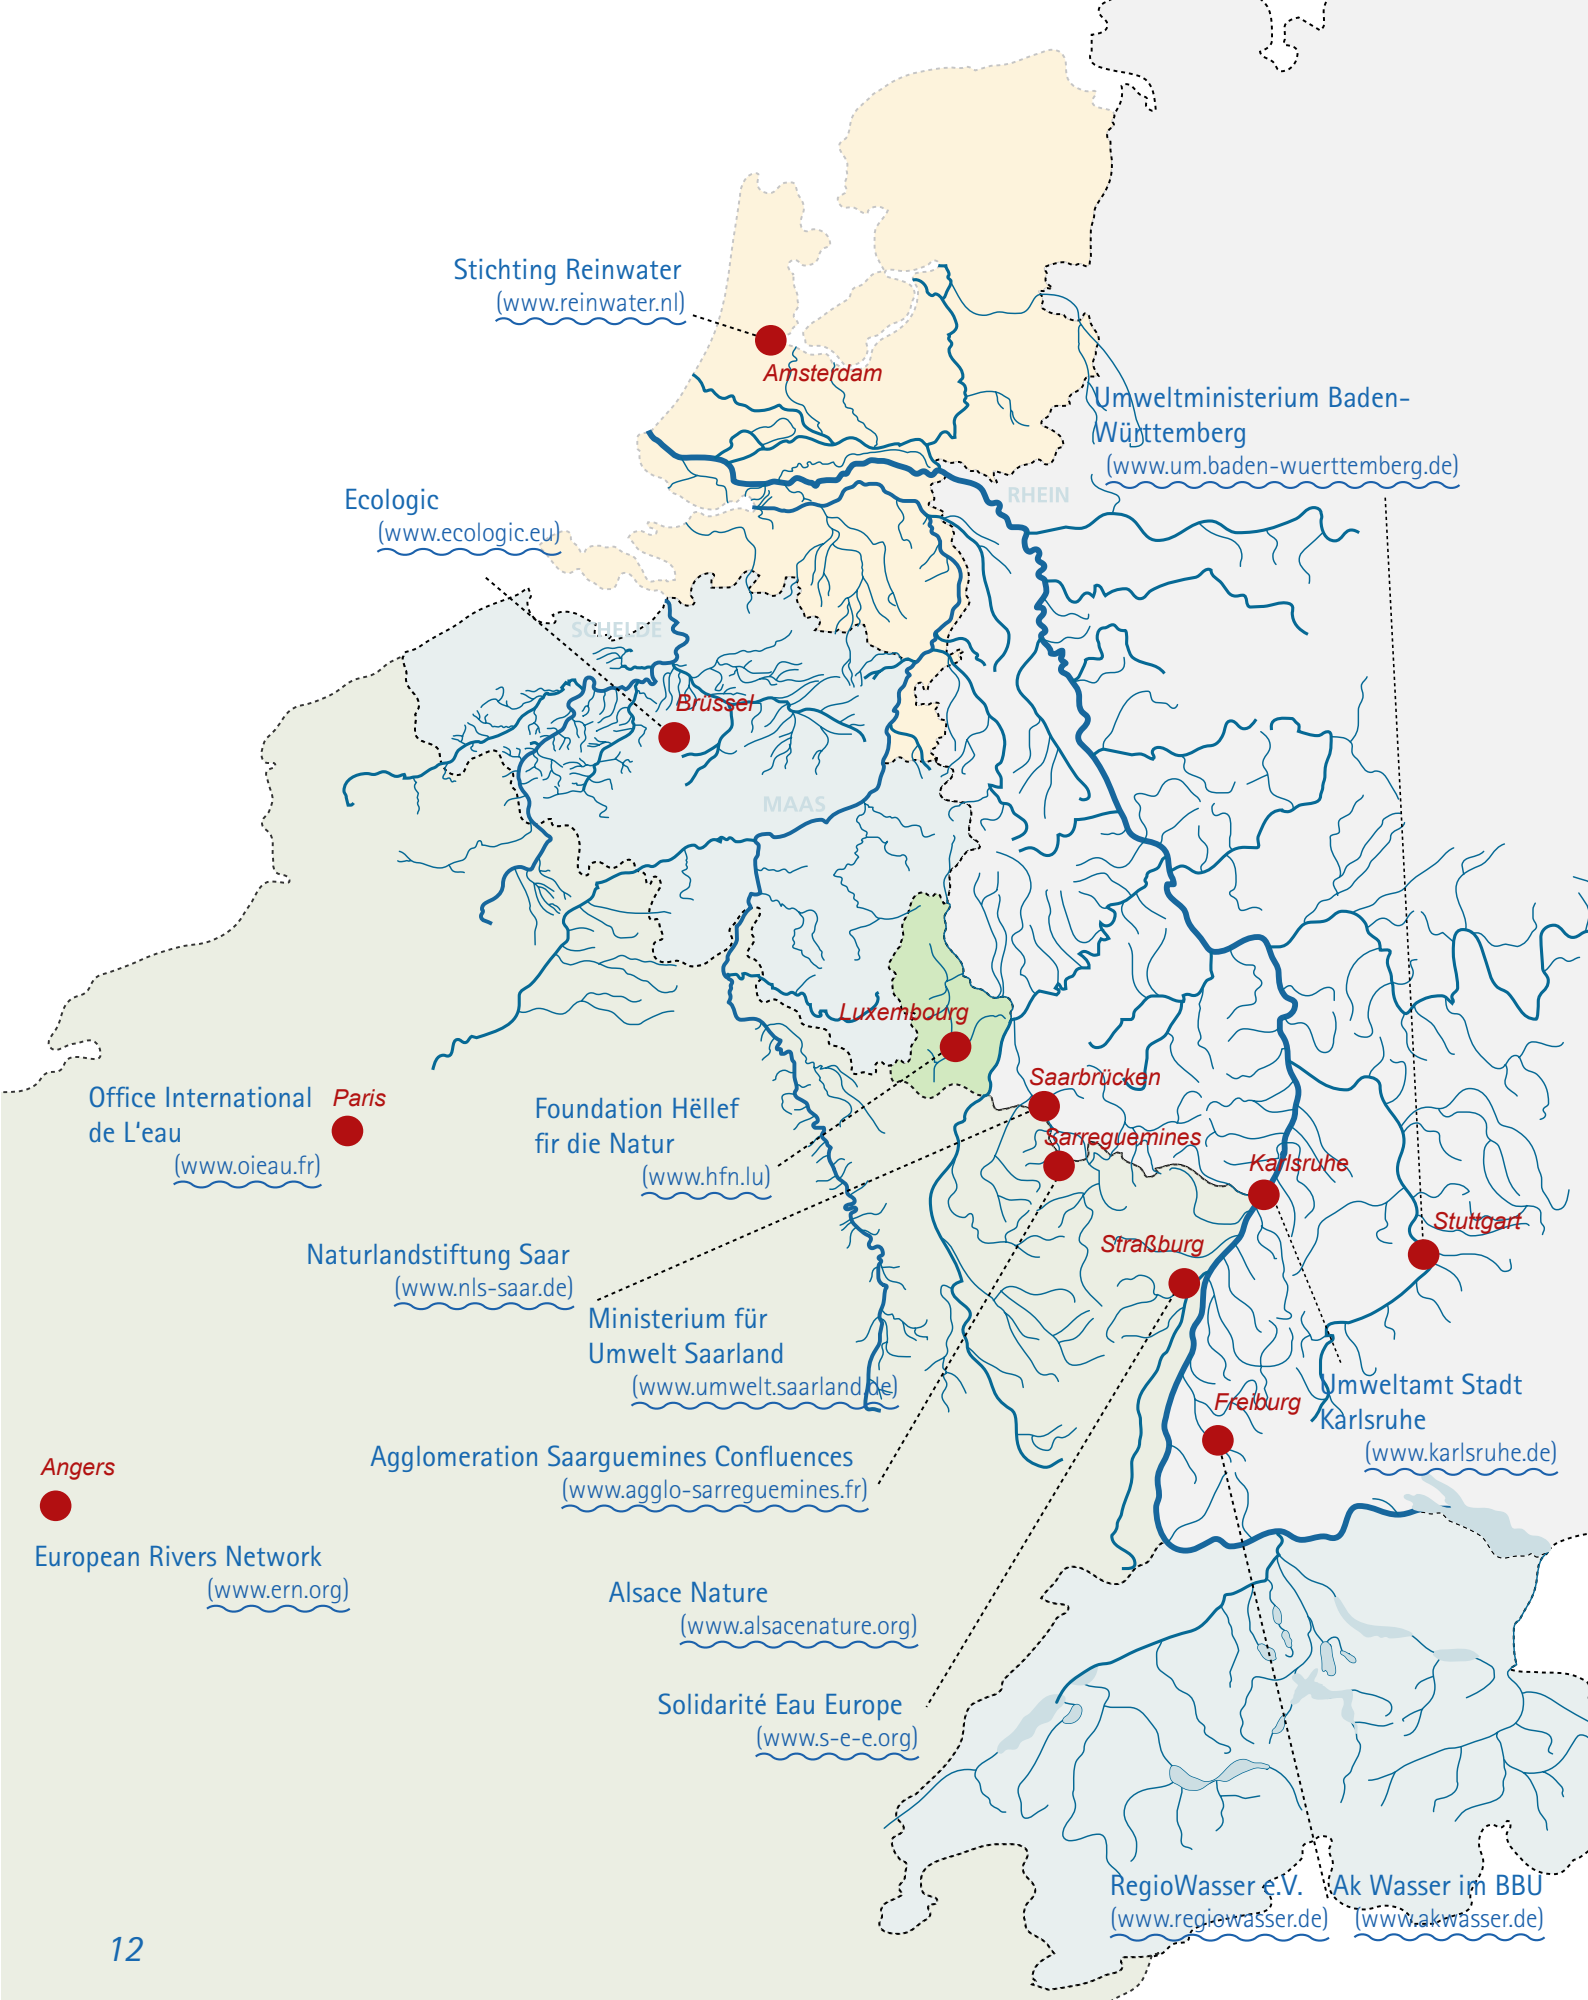 Stichting Reinwater
(www.reinwater.nl)
Amsterdam
Umweltministerium Baden-
Württemberg
(www.um.baden-wuerttemberg.de)
RHEIN
Ecologic
(www.ecologic.eu)
SCHELDE
Brüssel
MAAS
Luxembourg
Saarbrücken
Office International
de L'eau
(www.oieau.fr)
Paris
Foundation Hëllef
fir die Natur
(www.hfn.lu)
Sarreguemines
Karlsruhe
Stuttgart
Straßburg
Naturlandstiftung Saar
(www.nls-saar.de)
Ministerium für
Umwelt Saarland
(www.umwelt.saarland.de)
Freiburg
Umweltamt Stadt
Karlsruhe
(www.karlsruhe.de)
Agglomeration Saarguemines Confluences
(www.agglo-sarreguemines.fr)
Angers
European Rivers Network
(www.ern.org)
Alsace Nature
(www.alsacenature.org)
Solidarité Eau Europe
(www.s-e-e.org)
RegioWasser e.V.
(www.regiowasser.de)
Ak Wasser im BBU
(www.akwasser.de)
12